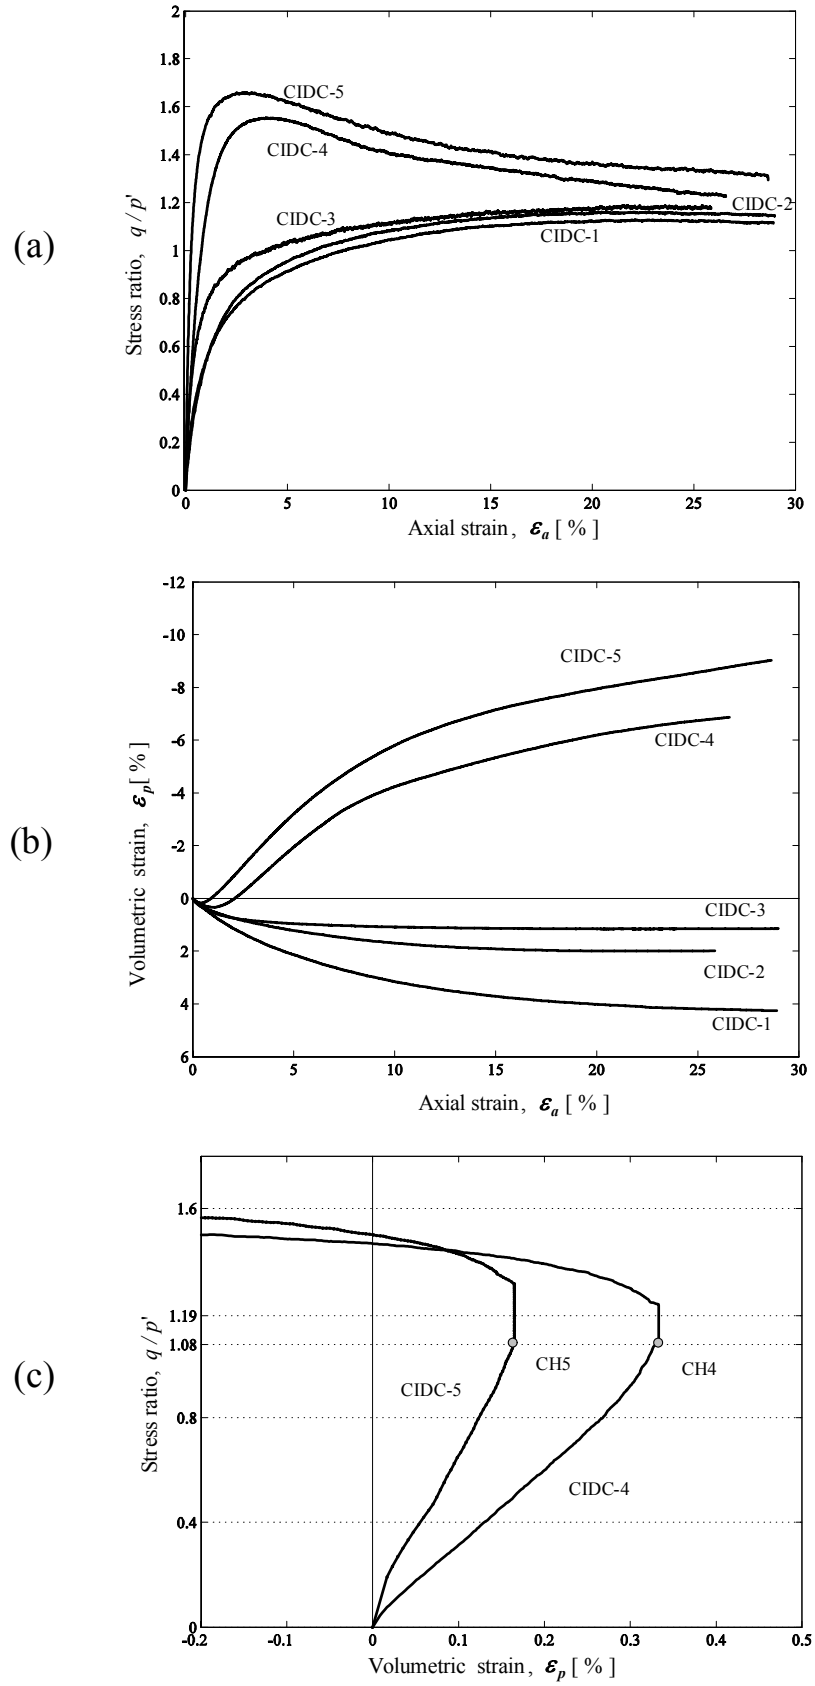 2
1.8
CIDC-5
1.6
CIDC-4
1.4
1.2
CIDC-2
CIDC-3
(a)
1
CIDC-1
0.8
0.6
0.4
0.2
0
Stress ratio, q / p'
0 5 10 15 20 25 30
Axial strain, εa [ % ]
-12
-10
CIDC-5
-8
-6
CIDC-4
(b)
-4
-2
0
CIDC-3
2
CIDC-2
4
CIDC-1
6
Volumetric strain, εp[ % ]
0 5 10 15 20 25 30
Axial strain, εa [ % ]
1.6
1.19
1.08
CH5 CH4
(c)
CIDC-5
0.8
CIDC-4
0.4
0
Stress ratio, q / p'
-0.2 -0.1 0 0.1 0.2 0.3 0.4 0.5
Volumetric strain, εp [ % ]